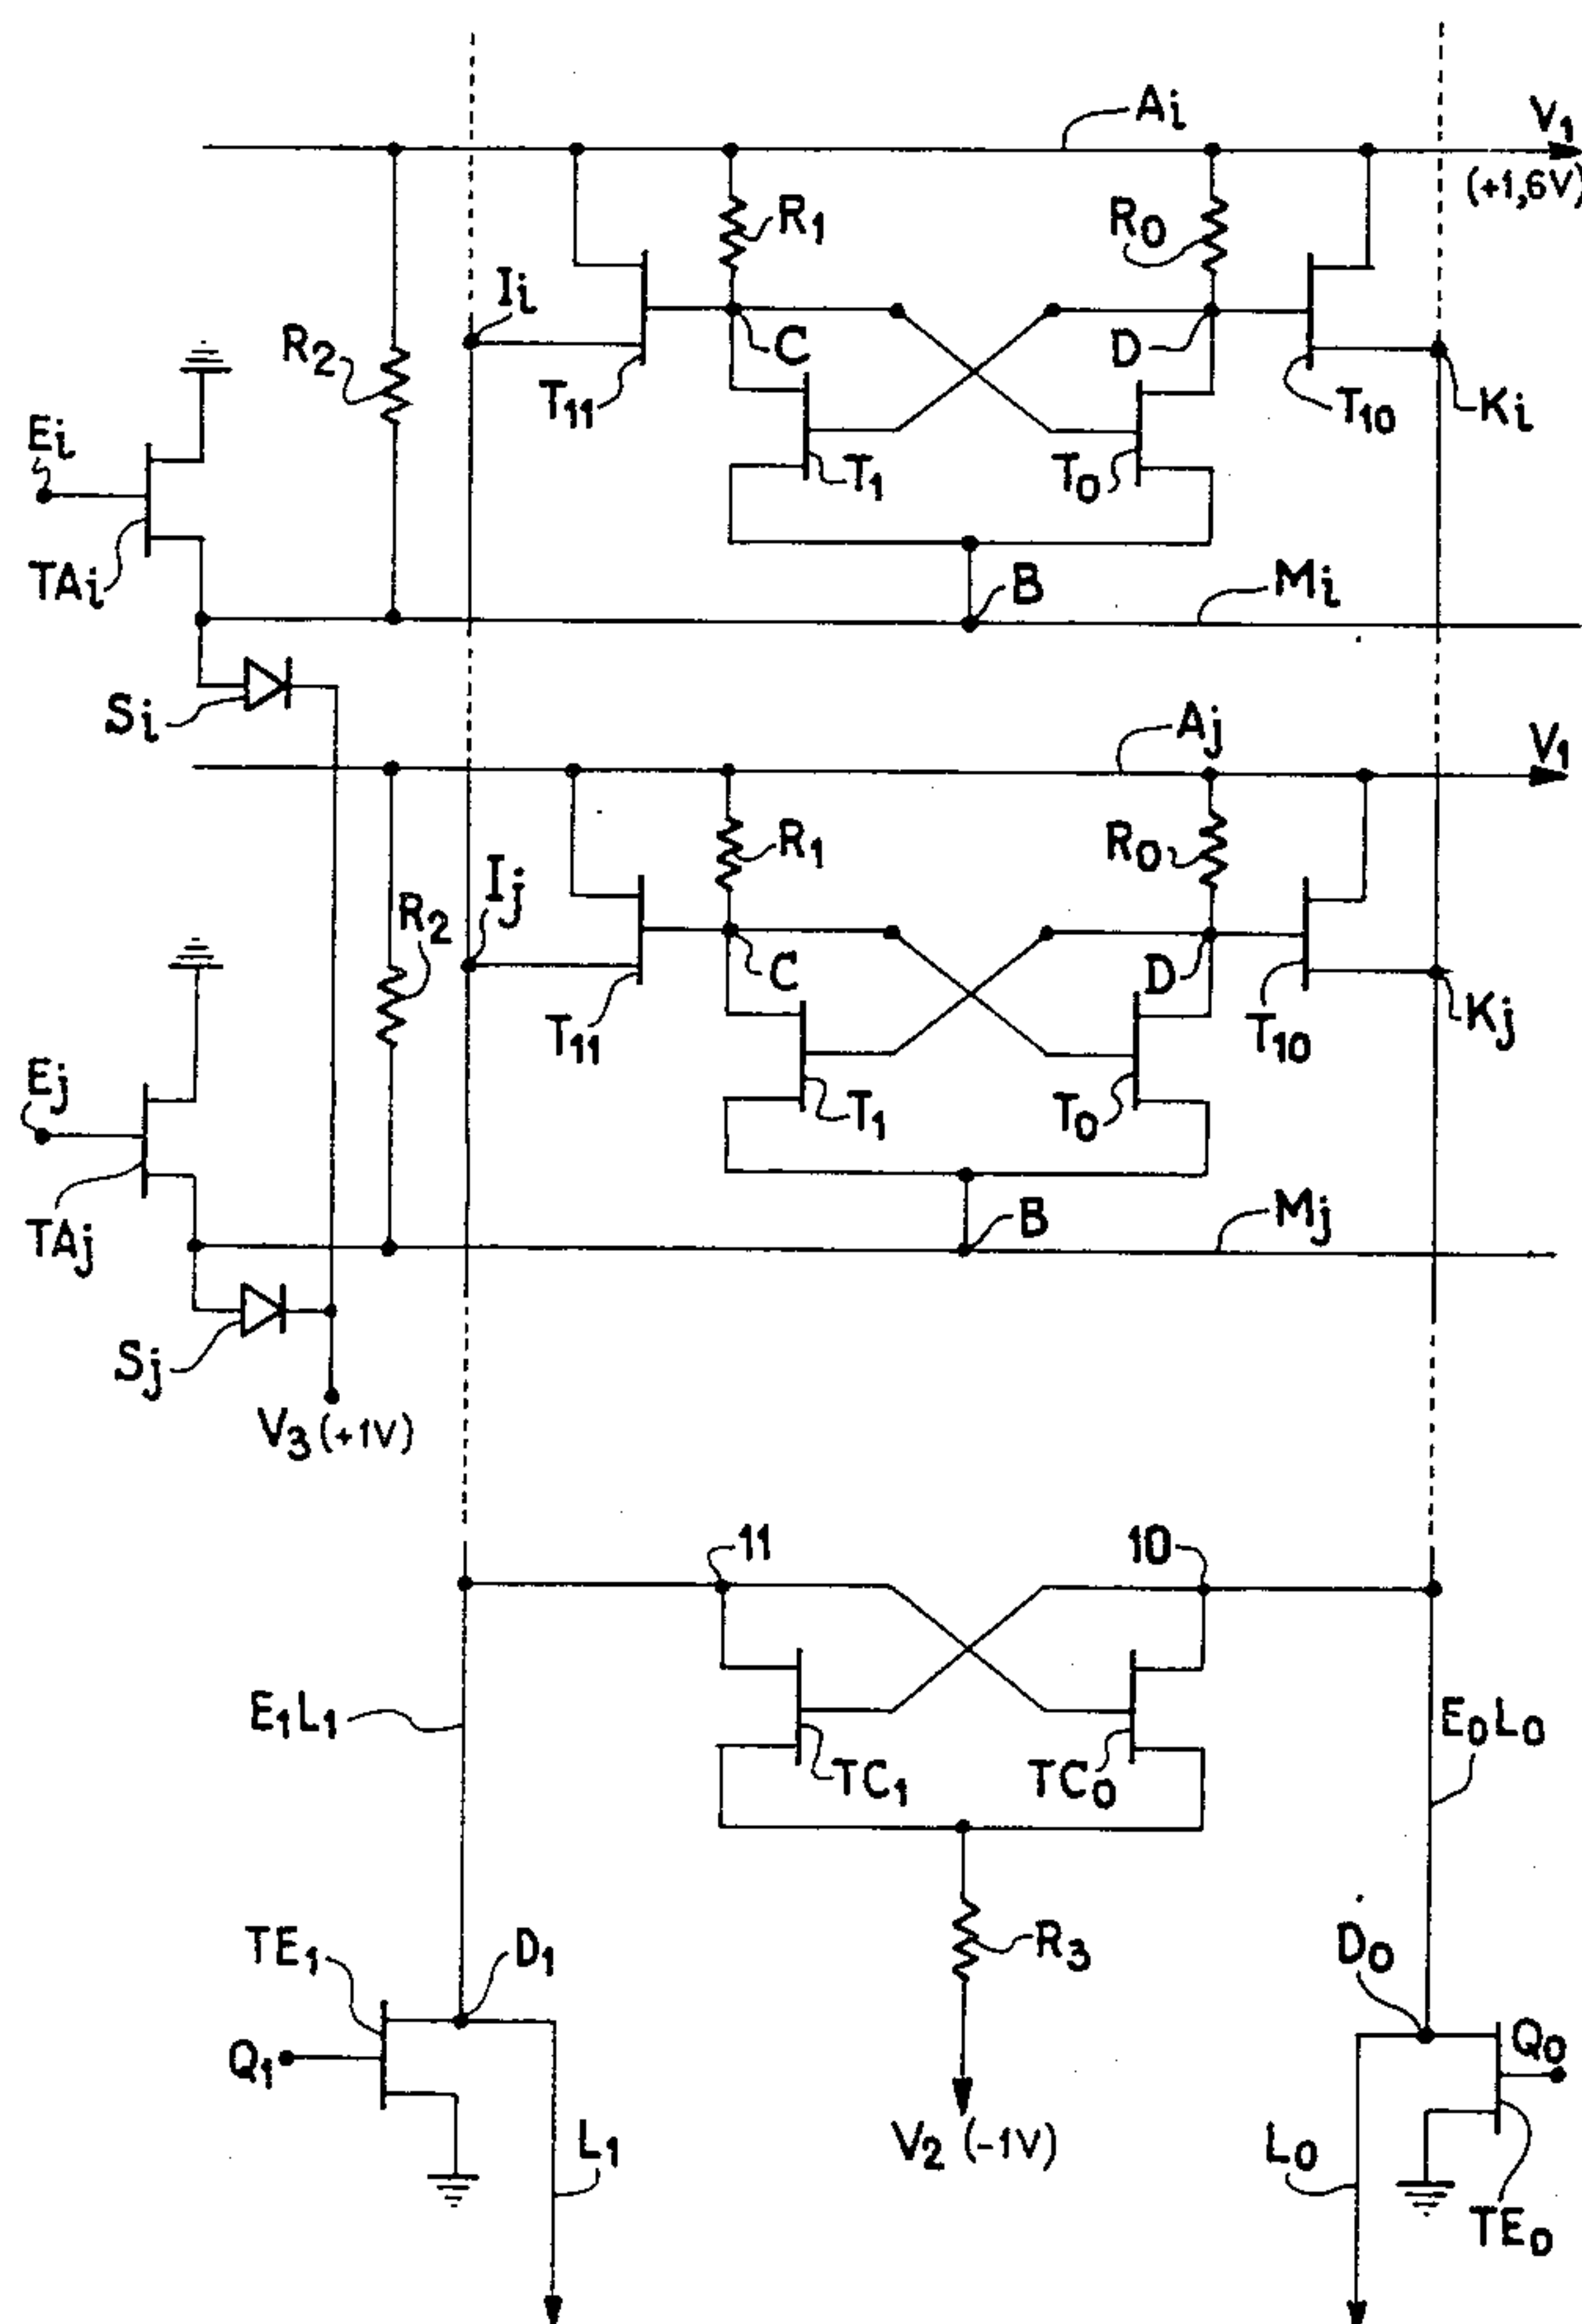 Ai
V1
(+1,6V)
R1
R0
Ii
C
D
R2
T11
T10
Ki
Ei
T1
T0
TAi
B
Mi
Si
Aj
V1
R1
R0
Ij
R2
C
D
T11
T10
Kj
Ej
T1
T0
TAj
B
Mj
Sj
V3 (+1V)
11
10
E1L1
E0L0
TC1
TC0
TE1
D1
R3
D0
Q1
Q0
L1
V2 (-1V)
L0
TE0